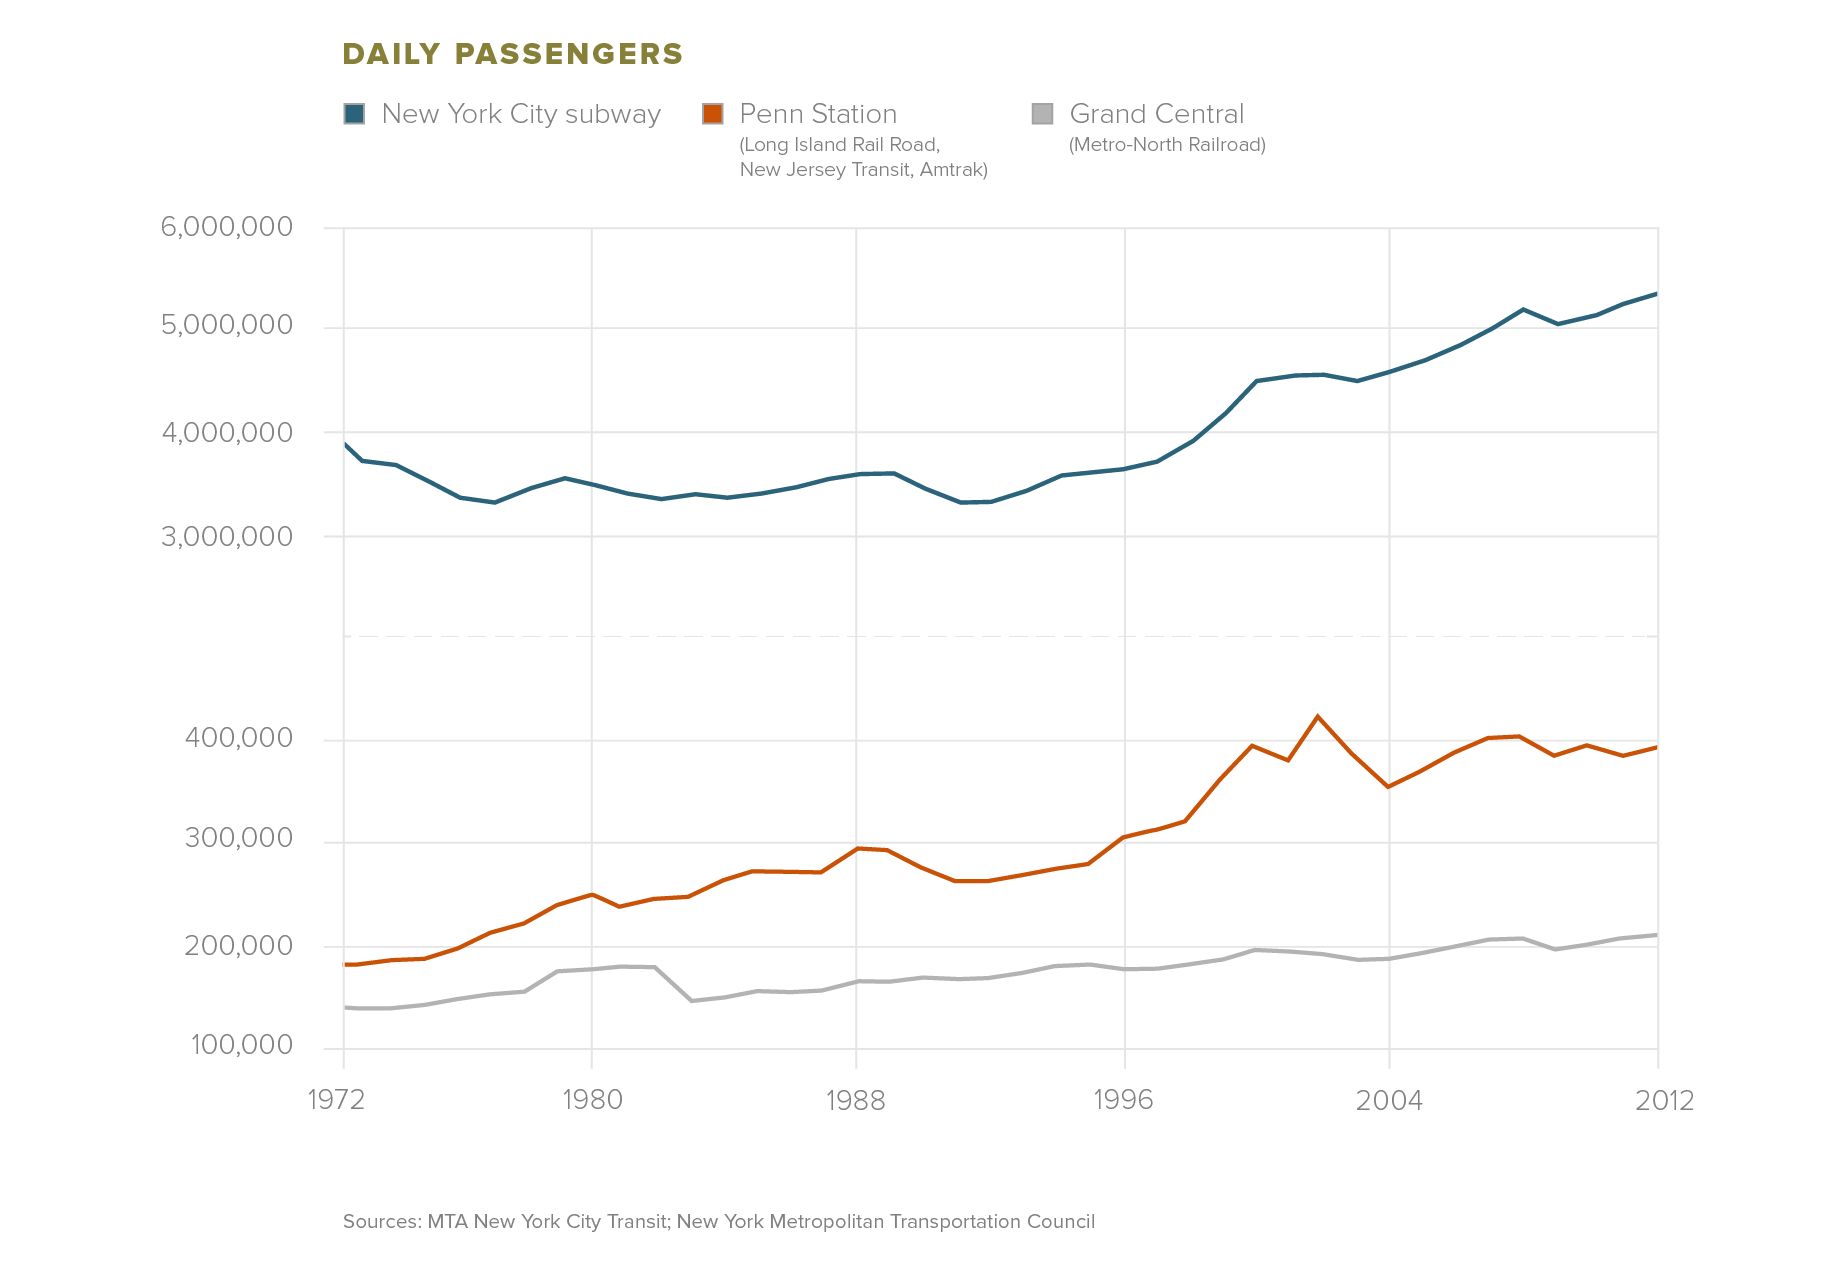 DAILY PASSENGERS
New York City subway
Penn Station
(Long Island Rail Road,
New Jersey Transit, Amtrak)
Grand Central
(Metro-North Railroad)
6,000,000
5,000,000
4,000,000
3,000,000
400,000
300,000
200,000
100,000
1972 1980 1988 1996 2004 2012
Sources: MTA New York City Transit; New York Metropolitan Transportation Council